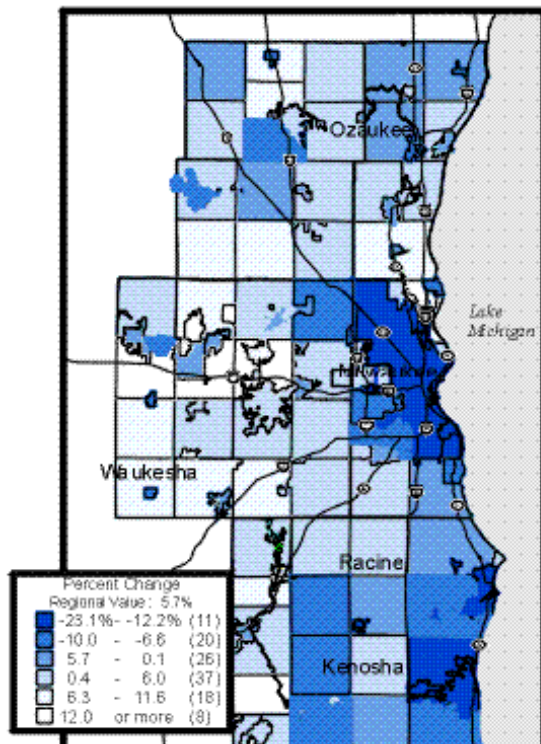 Ozaukee
Lake
Michigan
Waukesha
Racine
Kenosha
Percent Change
Regional Value: 5.7%
-23.1% - -12.2% (11)
-10.0 - -6.6 (20)
5.7 - 0.1 (26)
0.4 - 6.0 (37)
6.3 - 11.6 (18)
12.0 or more (8)